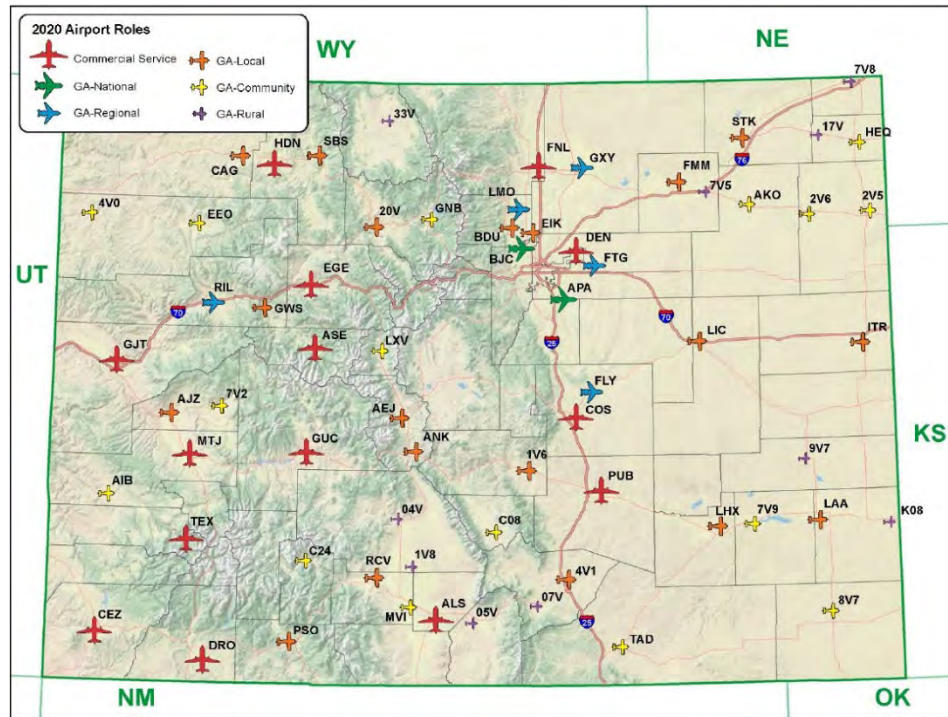 2020 Airport Roles
Commercial Service
GA-National
GA-Regional
GA-Local
GA-Community
GA-Rural
WY
NE
7V8
33V
STK
17V
HEQ
HDN
SBS
CAG
FNL
GXY
76
FMM
7V5
4V0
EEO
20V
GNB
LMO
BDU
EIK
AKO
2V6
2V5
BJC
DEN
FTG
UT
RIL
EGE
GWS
APA
70
70
25
LIC
ITR
GJT
ASE
LXV
FLY
COS
AJZ
7V2
AEJ
KS
MTJ
GUC
ANK
1V6
9V7
PUB
AIB
04V
C08
LHX
7V9
LAA
K08
TEX
C24
RCV
1V8
4V1
MVI
ALS
05V
07V
25
8V7
CEZ
PSO
TAD
DRO
NM
OK